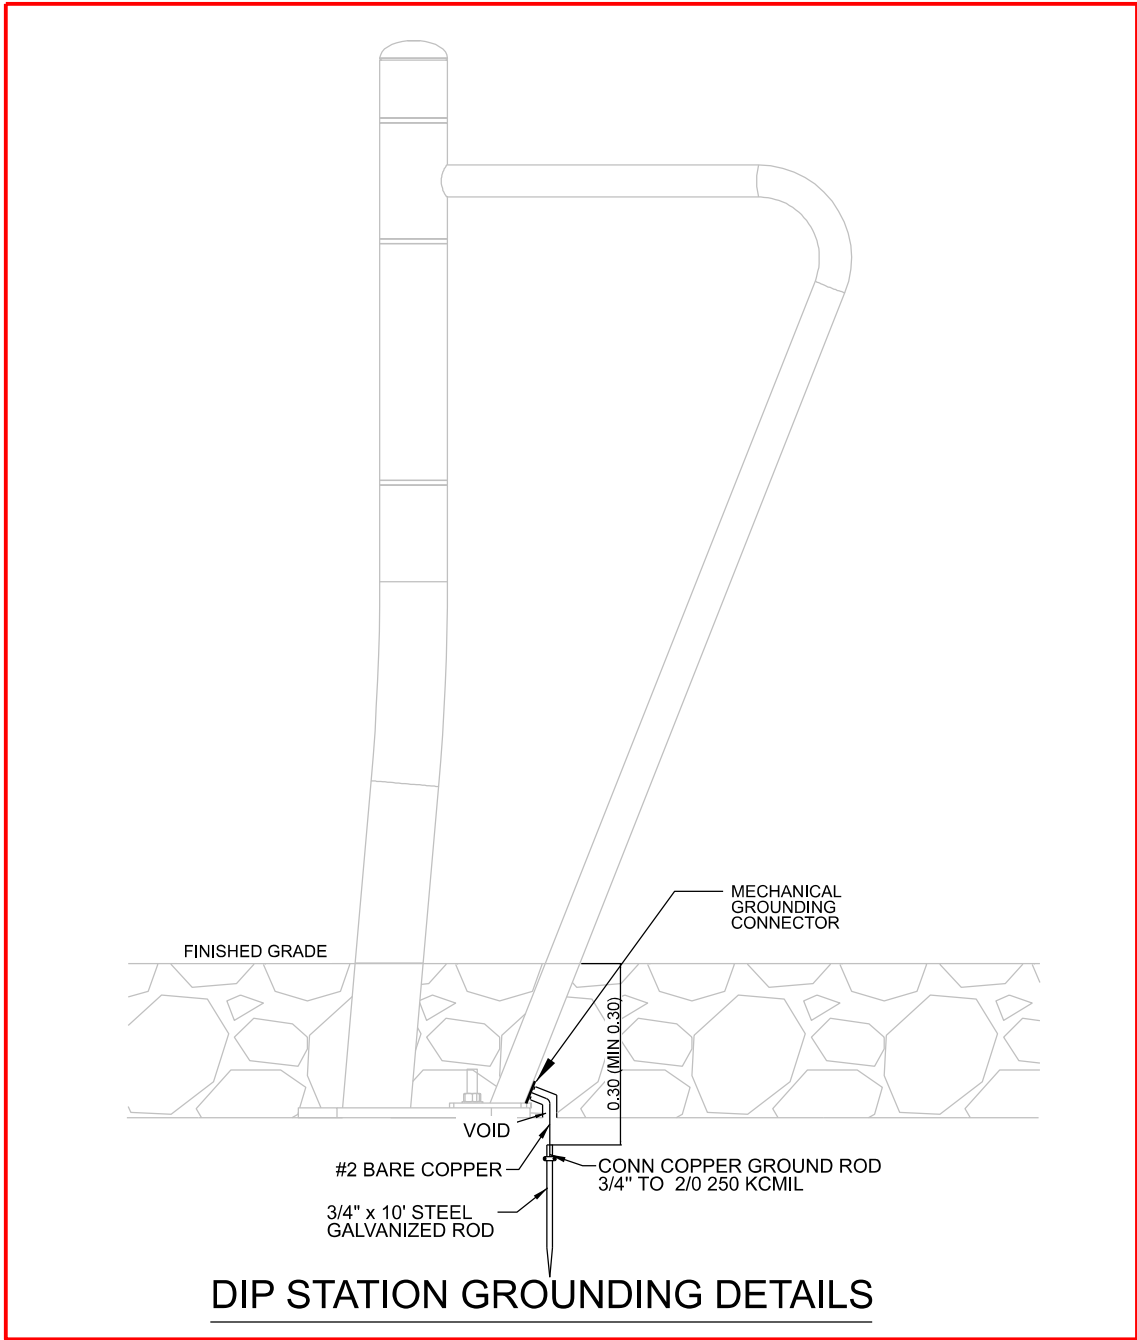 MECHANICAL
GROUNDING
CONNECTOR
FINISHED GRADE
0.30 (MIN 0.30)
VOID
#2 BARE COPPER
CONN COPPER GROUND ROD
3/4" TO 2/0 250 KCMIL
3/4" x 10' STEEL
GALVANIZED ROD
DIP STATION GROUNDING DETAILS